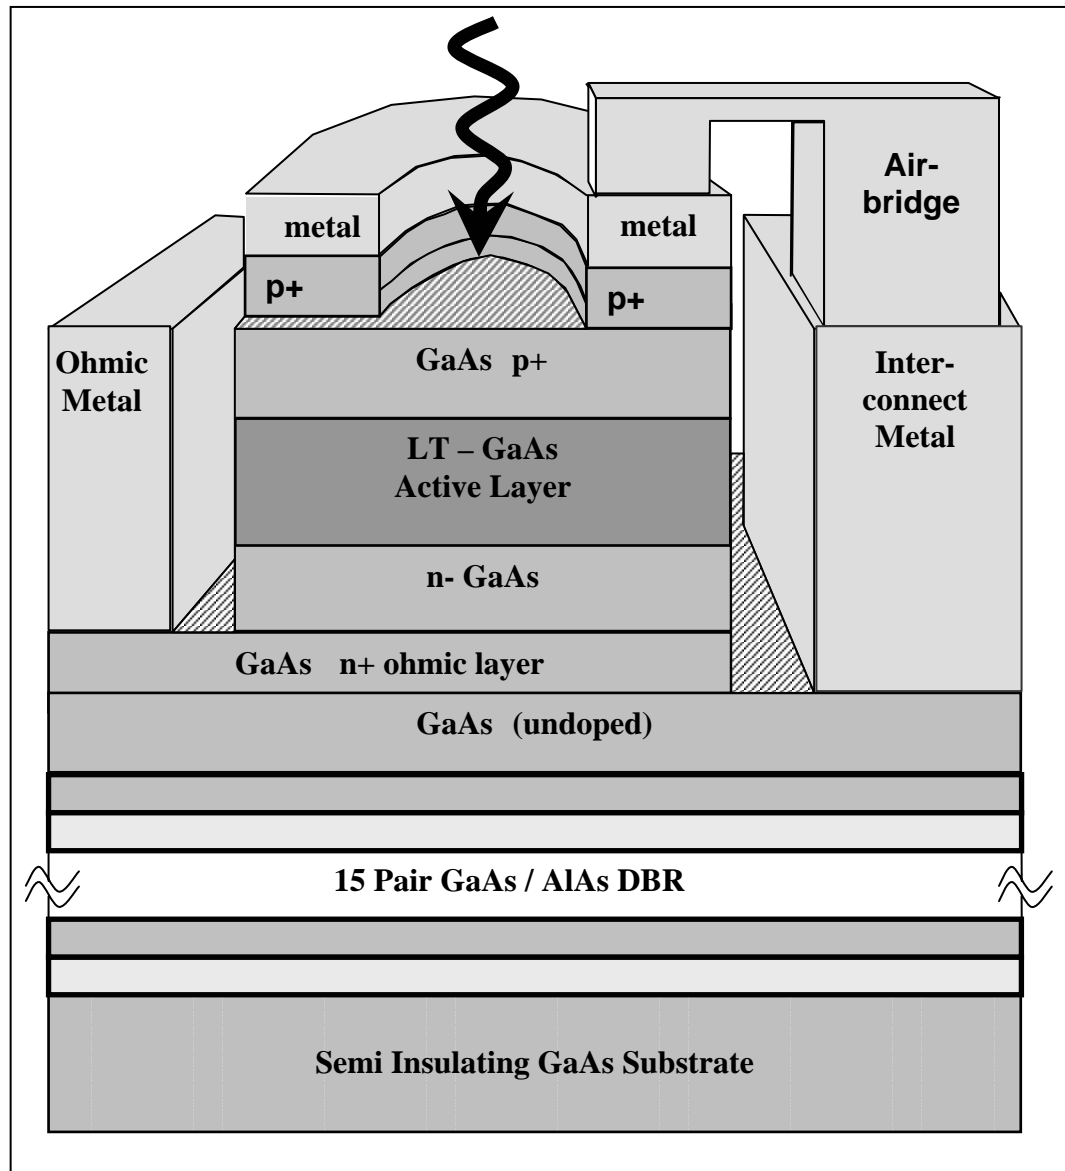 Air-
bridge
metal
metal
p+
p+
Ohmic
Metal
GaAs p+
Inter-
connect
Metal
LT – GaAs
Active Layer
n- GaAs
GaAs n+ ohmic layer
GaAs (undoped)
15 Pair GaAs / AlAs DBR
Semi Insulating GaAs Substrate